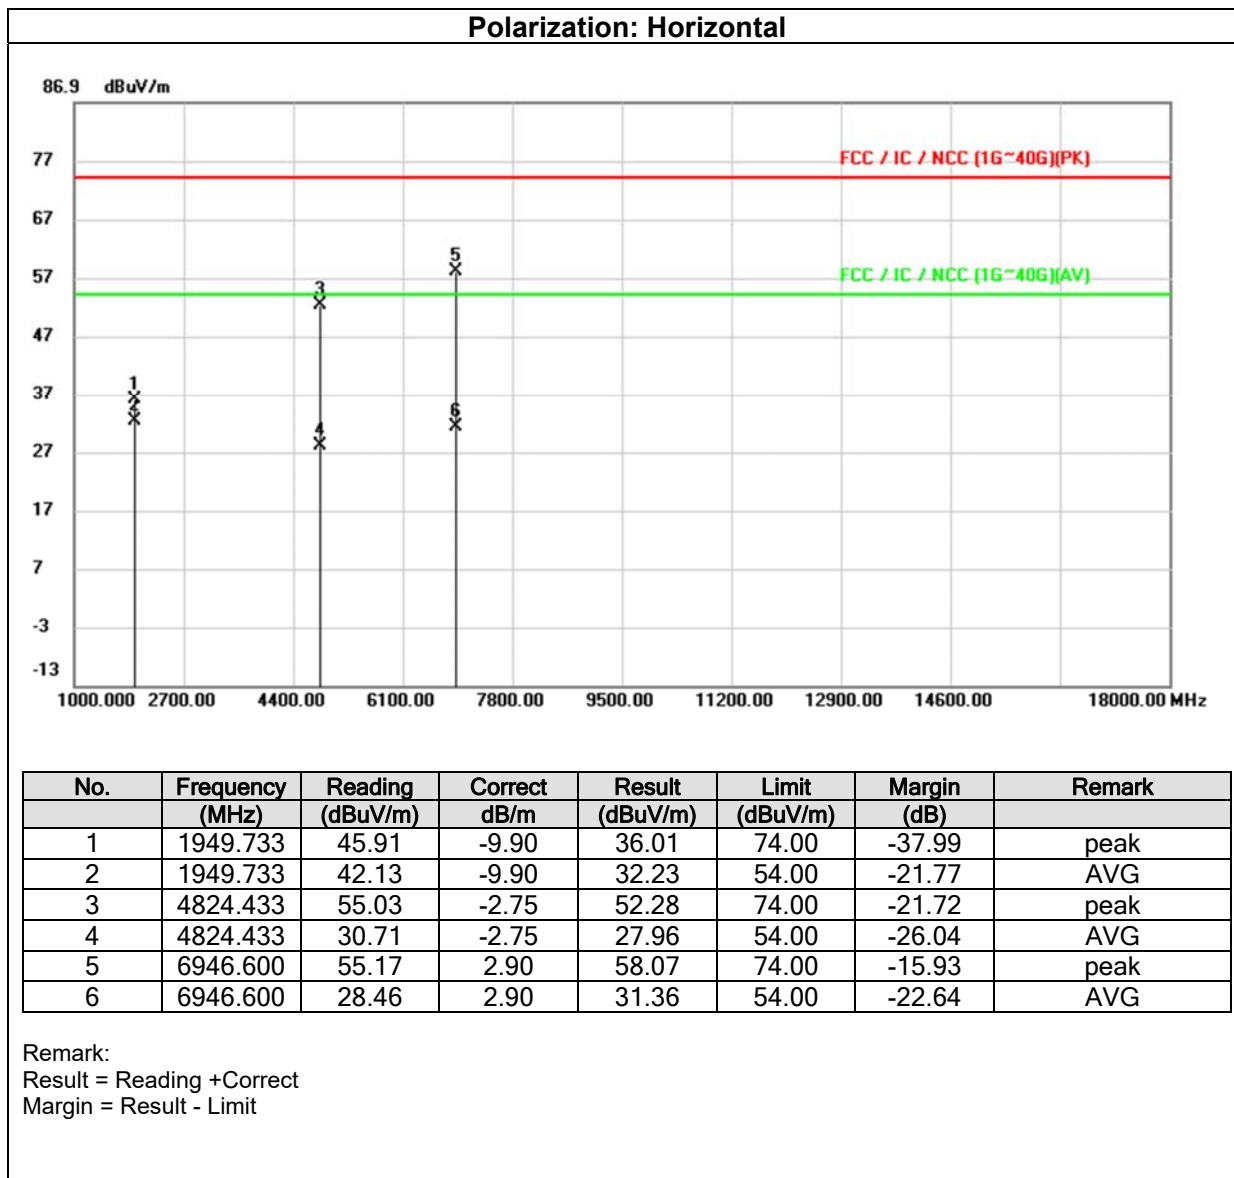 Polarization: Horizontal
86.9 dBuV/m
77
FCC / IC / NCC (1G~40G)(PK)
67
5
57
FCC / IC / NCC (1G~40G)(AV)
3
47
1
37
2
6
4
27
17
7
-3
-13
1000.000 2700.00 4400.00 6100.00 7800.00 9500.00 11200.00 12900.00 14600.00 18000.00 MHz
No. Frequency Reading Correct Result Limit Margin Remark
(MHz) (dBuV/m) dB/m (dBuV/m) (dBuV/m) (dB)
1 1949.733 45.91 -9.90 36.01 74.00 -37.99 peak
2 1949.733 42.13 -9.90 32.23 54.00 -21.77 AVG
3 4824.433 55.03 -2.75 52.28 74.00 -21.72 peak
4 4824.433 30.71 -2.75 27.96 54.00 -26.04 AVG
5 6946.600 55.17 2.90 58.07 74.00 -15.93 peak
6 6946.600 28.46 2.90 31.36 54.00 -22.64 AVG
Remark:
Result = Reading +Correct
Margin = Result - Limit